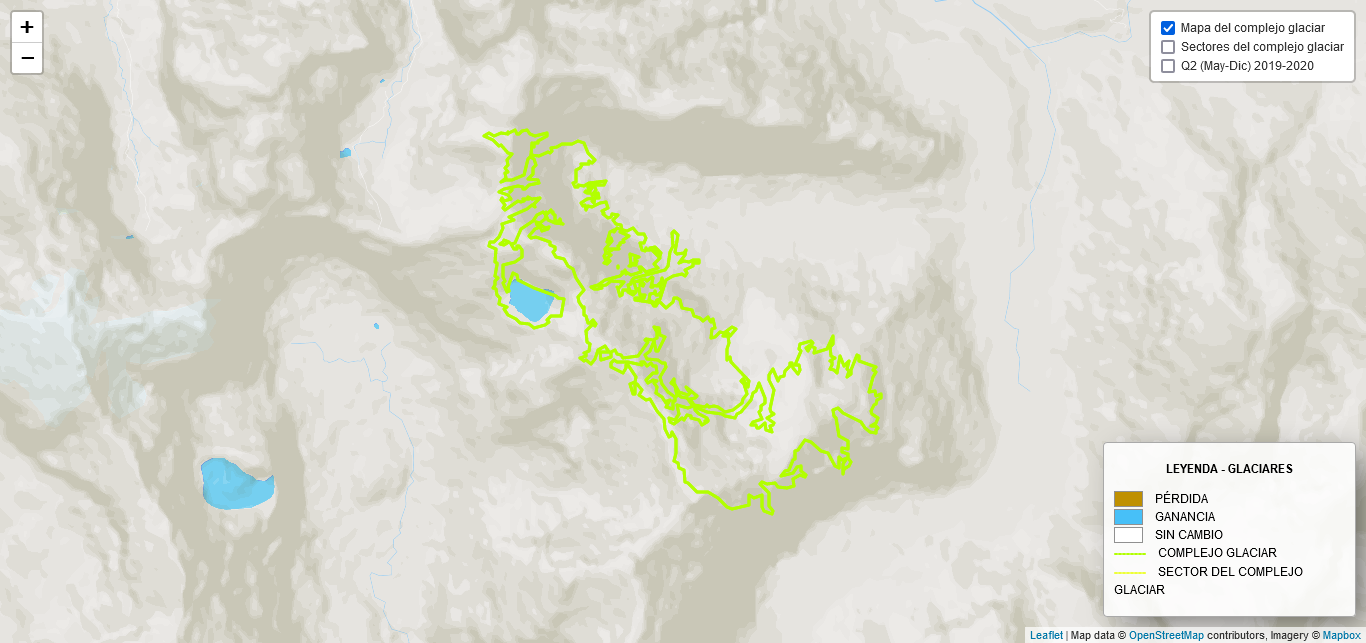 +
−
Mapa del complejo glaciar
Sectores del complejo glaciar
Q2 (May-Dic) 2019-2020
LEYENDA - GLACIARES
PÉRDIDA
GANANCIA
SIN CAMBIO
COMPLEJO GLACIAR
SECTOR DEL COMPLEJO
GLACIAR
Leaflet | Map data © OpenStreetMap contributors, Imagery © Mapbox